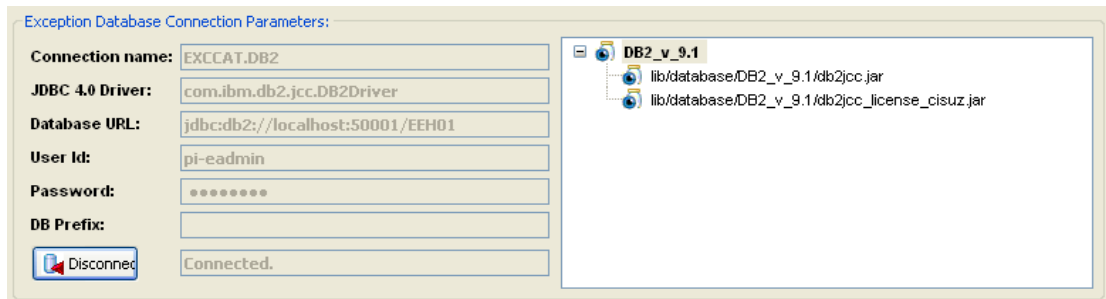 Exception Database Connection Parameters:
Connection name: EXCCAT.DB2
JDBC 4.0 Driver: com.ibm.db2.jcc.DB2Driver
Database URL: jdbc:db2://localhost:50001/EEH01
User Id: pi-eadmin
Password: ••••••••
DB Prefix:
Disconnec Connected.
DB2_v_9.1
lib/database/DB2_v_9.1/db2jcc.jar
lib/database/DB2_v_9.1/db2jcc_license_cisuz.jar